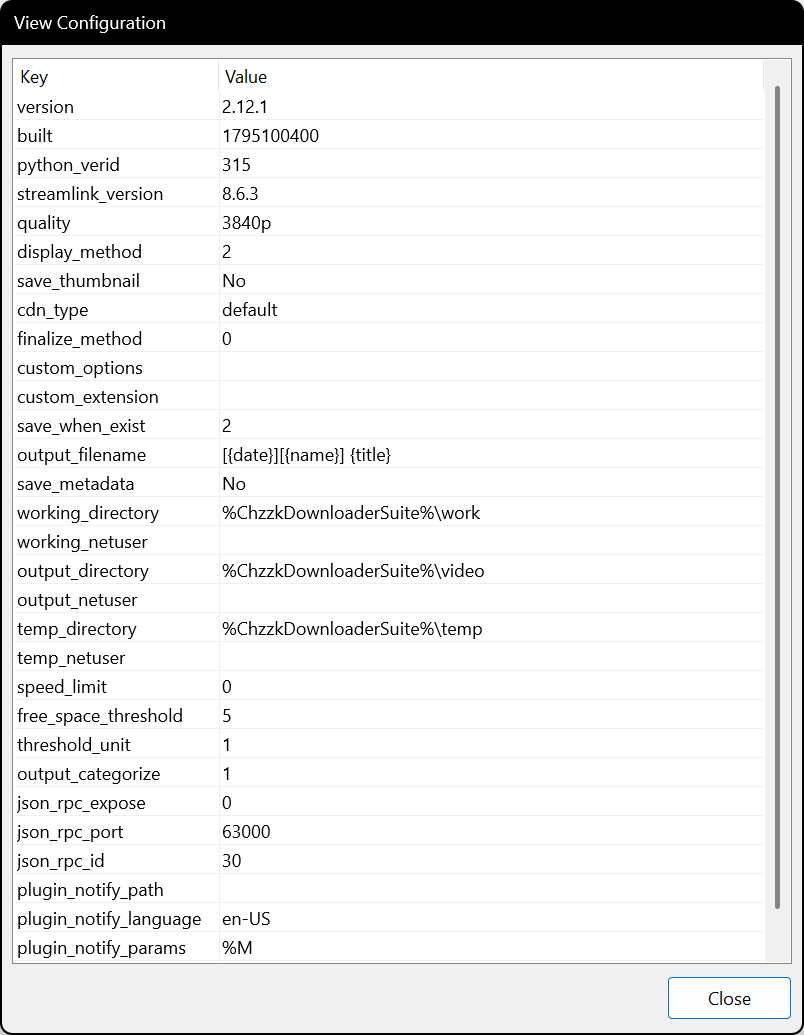 View Configuration
Key Value
version 2.12.1
built 1795100400
python_verid 315
streamlink_version 8.6.3
quality 3840p
display_method 2
save_thumbnail No
cdn_type default
finalize_method 0
custom_options
custom_extension
save_when_exist 2
output_filename [{date}][{name}] {title}
save_metadata No
working_directory %ChzzkDownloaderSuite%\work
working_netuser
output_directory %ChzzkDownloaderSuite%\video
output_netuser
temp_directory %ChzzkDownloaderSuite%\temp
temp_netuser
speed_limit 0
free_space_threshold 5
threshold_unit 1
output_categorize 1
json_rpc_expose 0
json_rpc_port 63000
json_rpc_id 30
plugin_notify_path
plugin_notify_language en-US
plugin_notify_params %M
Close